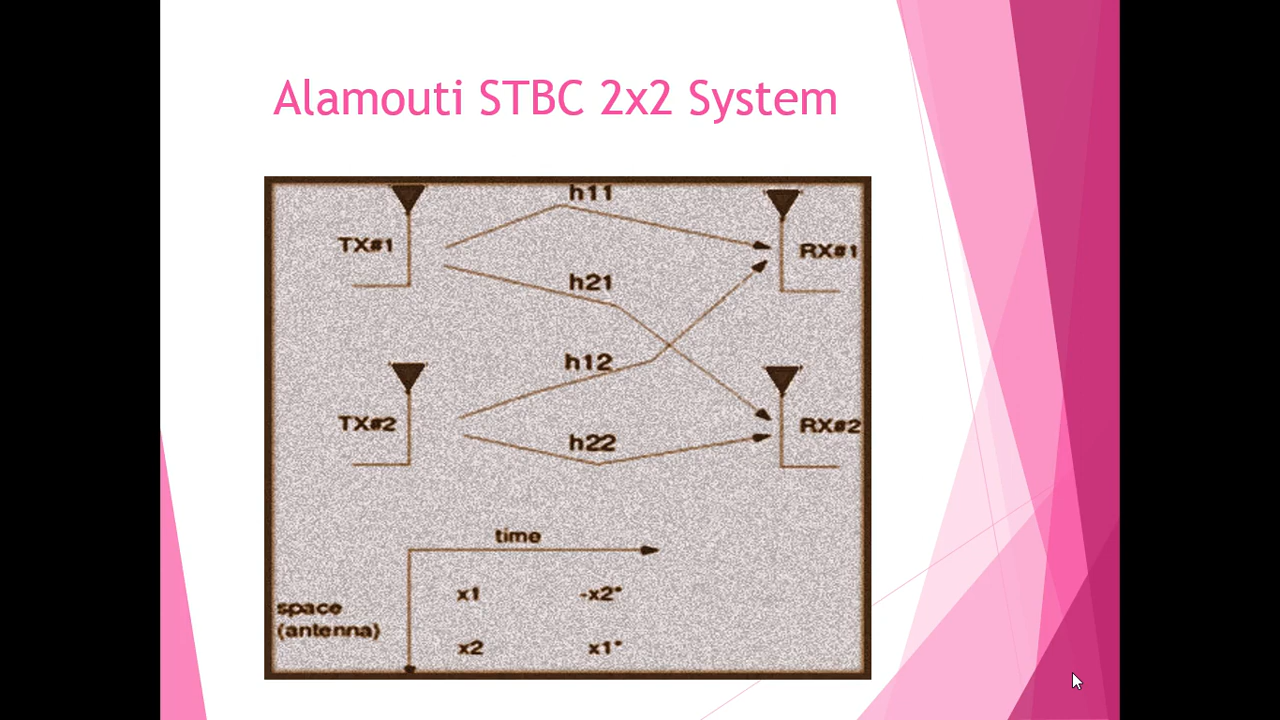 Alamouti STBC 2x2 System
h11
TX#1
RX#1
h21
h12
TX#2
RX#2
h22
time
x1 -x2*
space
(antenna)
x2 x1*